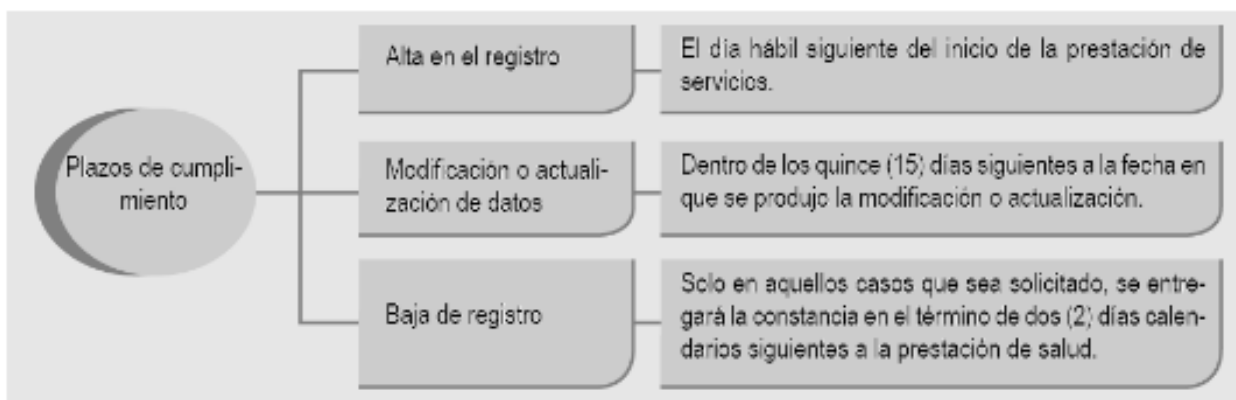 Plazos de cumpli-
miento
Alta en el registro
El día hábil siguiente del inicio de la prestación de
servicios.
Modificación o actuali-
zación de datos
Dentro de los quince (15) días siguientes a la fecha en
que se produjo la modificación o actualización.
Baja de registro
Solo en aquellos casos que sea solicitado, se entre-
gará la constancia en el término de dos (2) días calen-
darios siguientes a la prestación de salud.